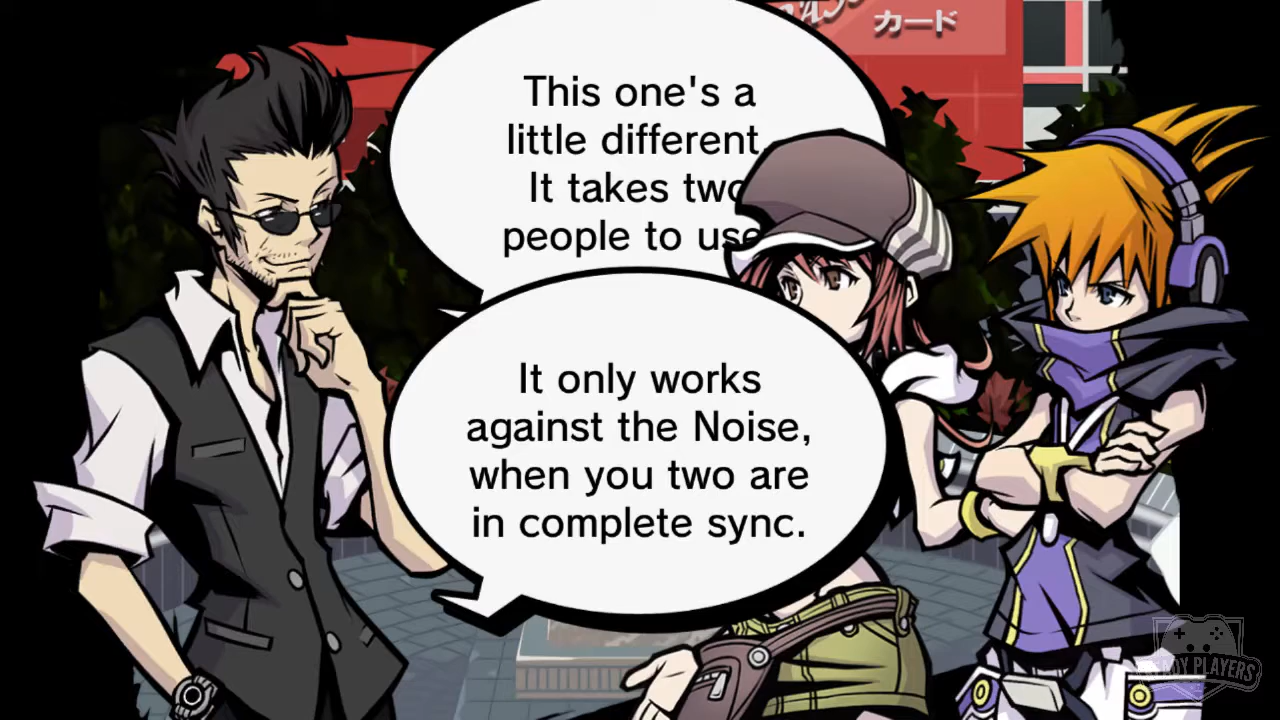 カード
This one's a
little different.
It takes two
people to use
It only works
against the Noise,
when you two are
in complete sync.
PLAYERS